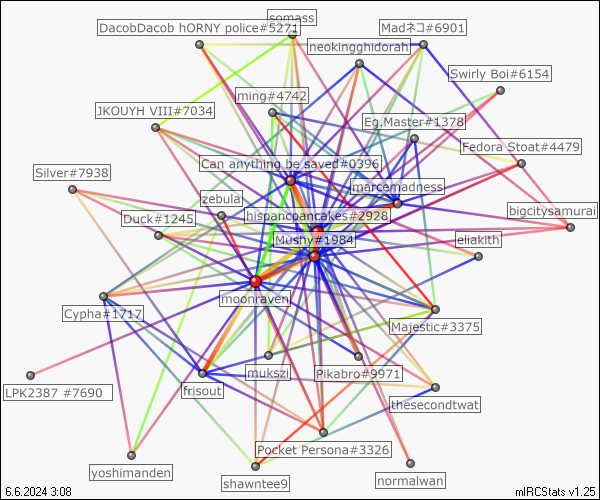 somass
DacobDacob hORNY police#5271
Madネコ#6901
neokingghidorah
Swirly Boi#6154
ming#4742
JKOUYH VIII#7034
Eg.Master#1378
Fedora Stoat#4479
Can anything be saved#0396
Silver#7938
marcemadness
zebula
hispancpancakes#2928
bigcitysamurai
Duck#1245
Mushy#1984
eliakith
moonraven
Cypha#1717
Majestic#3375
mukszi
Pikabro#9971
LPK2387 #7690
frisout
thesecondtwat
Pocket Persona#3326
yoshimanden
shawntee9
normalwan
6.6.2024 3:08
mIRCStats v1.25